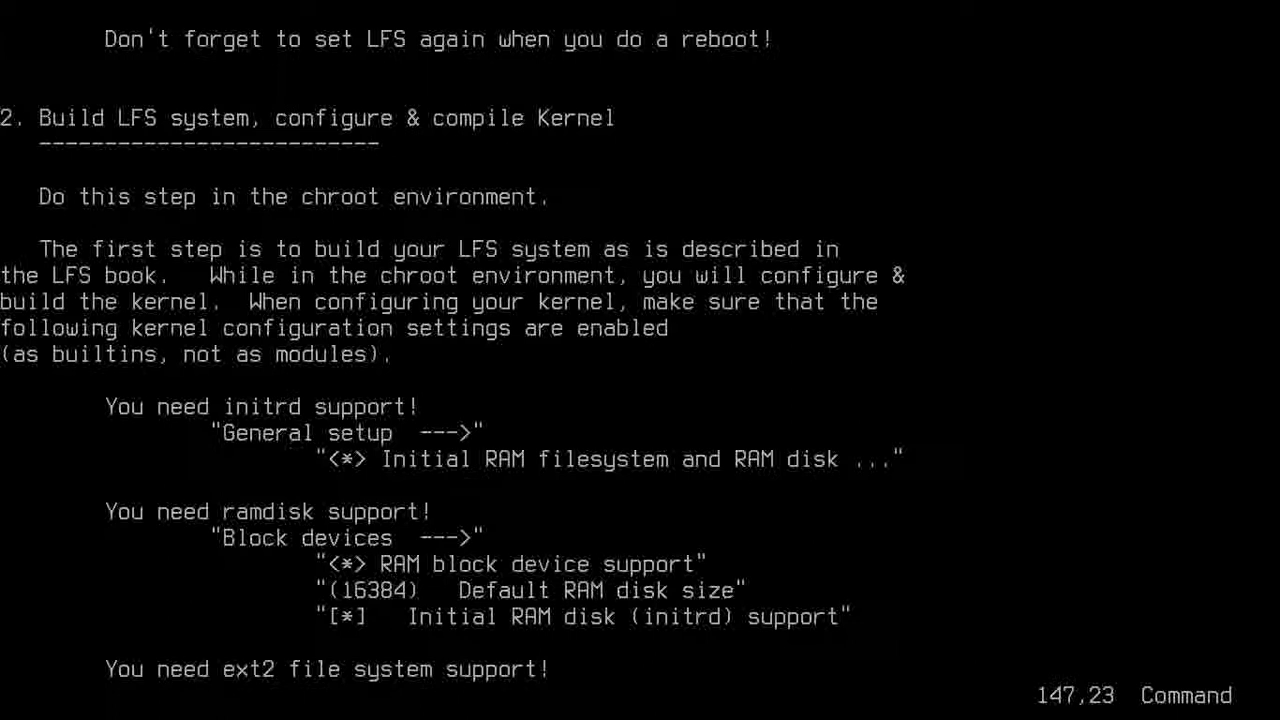 Don't forget to set LFS again when you do a reboot!
2. Build LFS system, configure & compile Kernel
--------------------------
Do this step in the chroot environment.
The first step is to build your LFS system as is described in
the LFS book.   While in the chroot environment, you will configure &
build the kernel.  When configuring your kernel, make sure that the
following kernel configuration settings are enabled
(as builtins, not as modules).
You need initrd support!
"General setup  --->"
"<*> Initial RAM filesystem and RAM disk ..."
You need ramdisk support!
"Block devices  --->"
"<*> RAM block device support"
"(16384)   Default RAM disk size"
"[*]   Initial RAM disk (initrd) support"
You need ext2 file system support!
147,23  Command